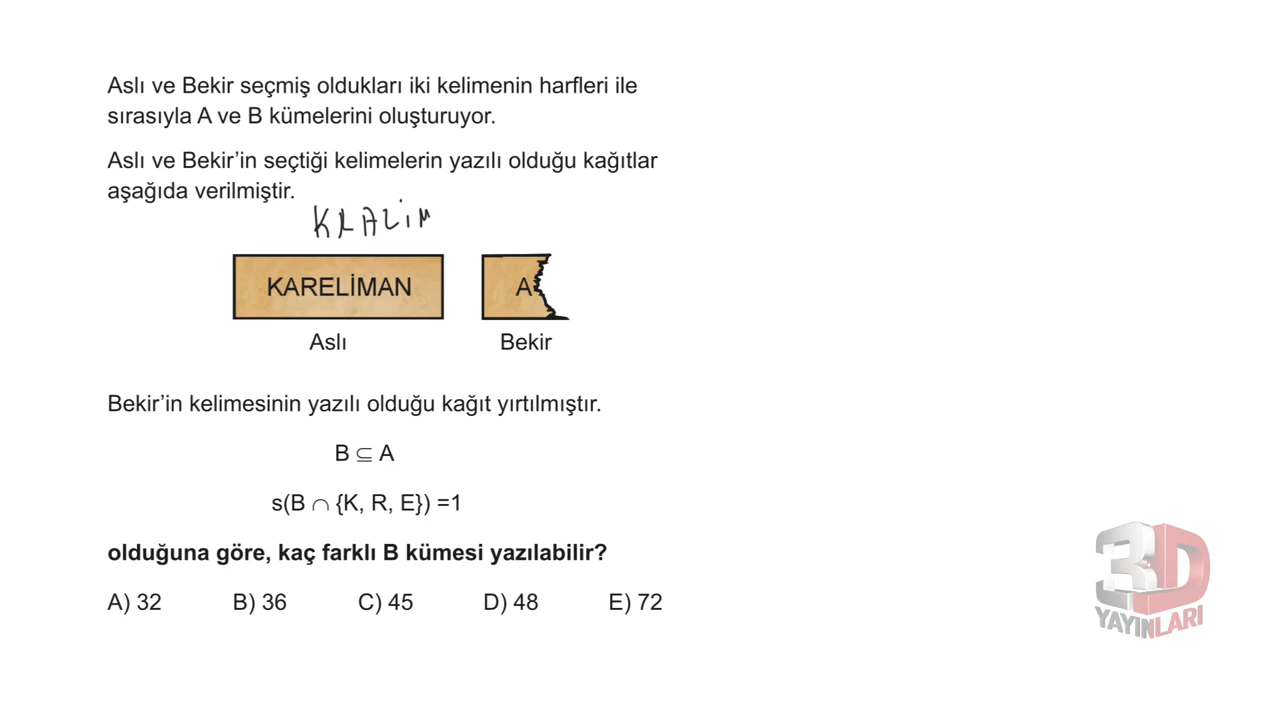 Aslı ve Bekir seçmiş oldukları iki kelimenin harfleri ile
sırasıyla A ve B kümelerini oluşturuyor.
Aslı ve Bekir’in seçtiği kelimelerin yazılı olduğu kağıtlar
aşağıda verilmiştir.
KRALİM
KARELİMAN
A
Aslı
Bekir
Bekir’in kelimesinin yazılı olduğu kağıt yırtılmıştır.
B ⊆ A
s(B ∩ {K, R, E}) =1
olduğuna göre, kaç farklı B kümesi yazılabilir?
A) 32 B) 36 C) 45 D) 48 E) 72
3D
YAYINLARI